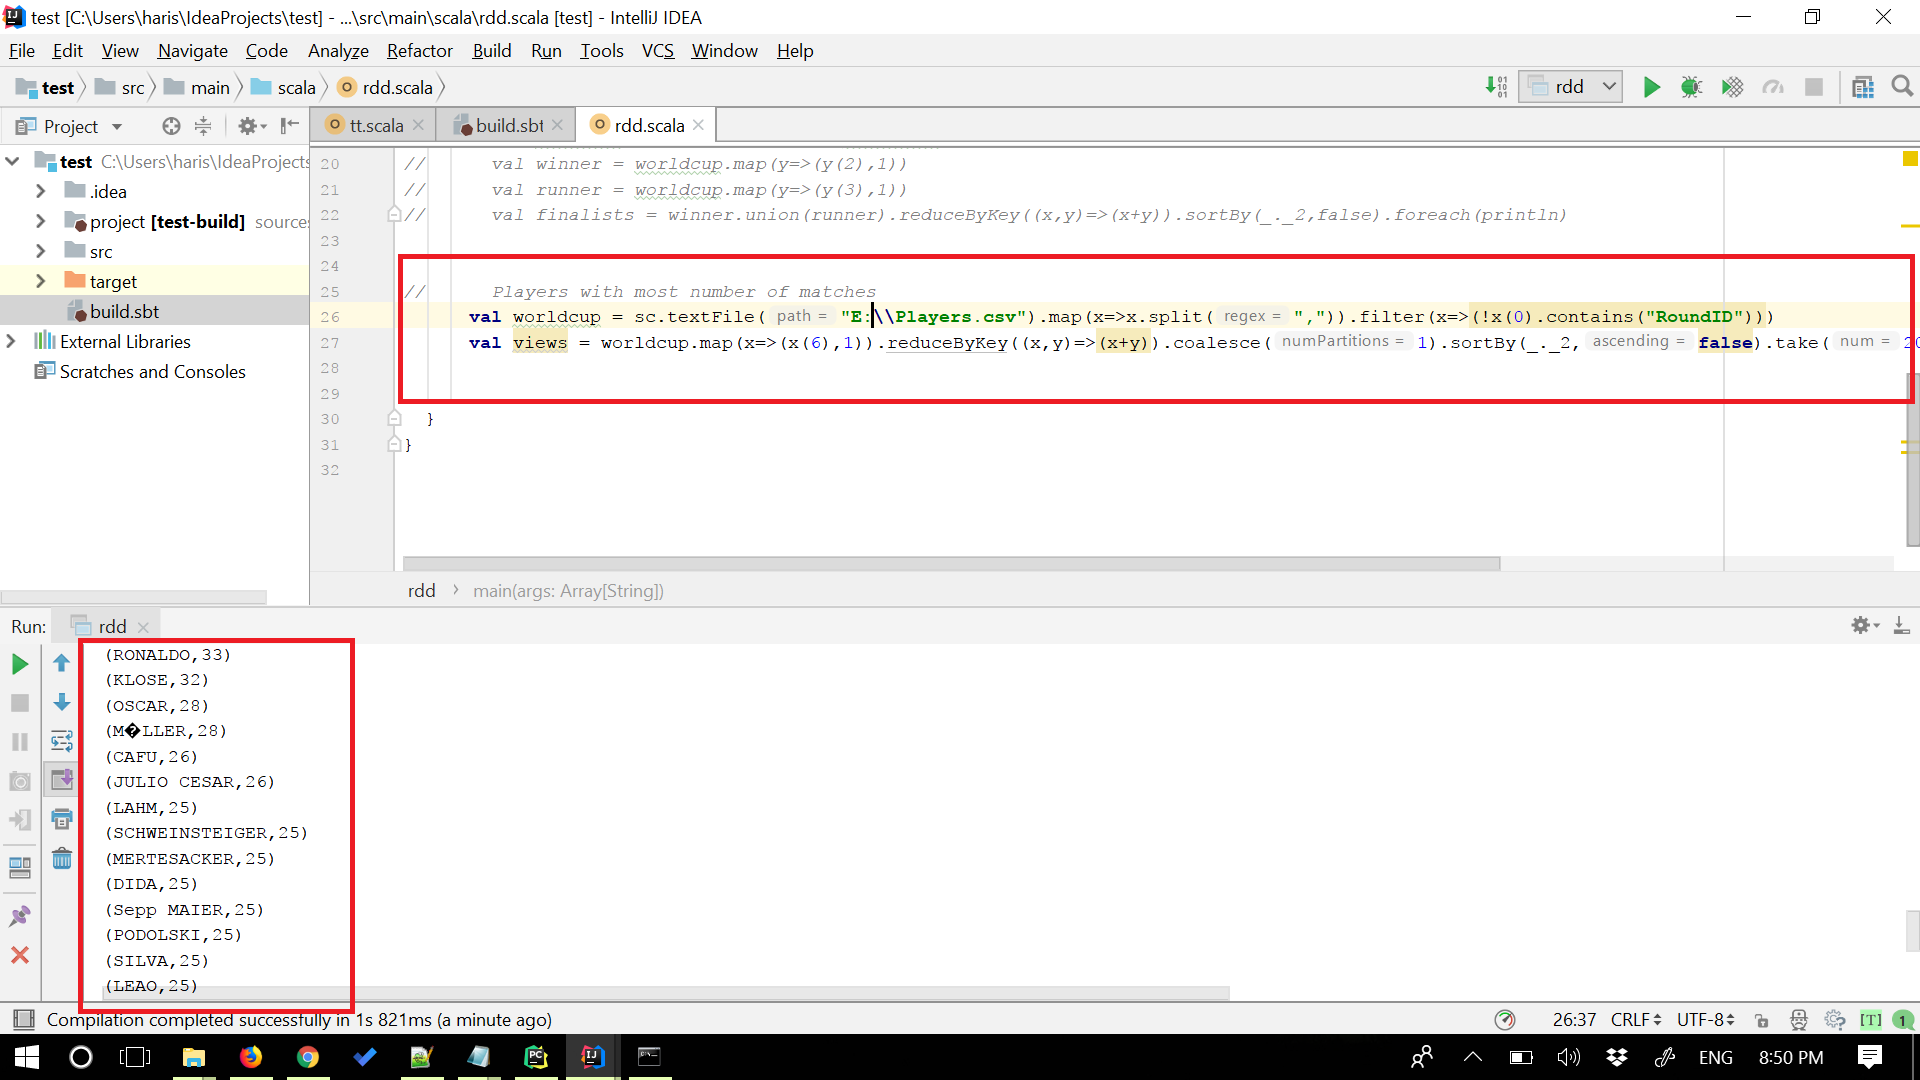 test [C:\Users\haris\IdeaProjects\test] - ...\src\main\scala\rdd.scala [test] - IntelliJ IDEA
File Edit View Navigate Code Analyze Refactor Build Run Tools VCS Window Help
test src main scala rdd.scala
rdd
Project
tt.scala build.sbt rdd.scala
test C:\Users\haris\IdeaProjects
.idea
project [test-build] source
src
target
build.sbt
External Libraries
Scratches and Consoles
20 // val winner = worldcup.map(y=>(y(2),1))
21 // val runner = worldcup.map(y=>(y(3),1))
22 // val finalists = winner.union(runner).reduceByKey((x,y)=>(x+y)).sortBy(_._2,false).foreach(println)
23
24
25 // Players with most number of matches
26 val worldcup = sc.textFile( path = "E:\\Players.csv").map(x=>x.split( regex = ",")).filter(x=>(!x(0).contains("RoundID")))
27 val views = worldcup.map(x=>(x(6),1)).reduceByKey((x,y)=>(x+y)).coalesce( numPartitions = 1).sortBy(_._2, ascending = false).take( num = 20
28
29
30 }
31 }
32
rdd main(args: Array[String])
Run: rdd
(RONALDO,33)
(KLOSE,32)
(OSCAR,28)
(M�LLER,28)
(CAFU,26)
(JULIO CESAR,26)
(LAHM,25)
(SCHWEINSTEIGER,25)
(MERTESACKER,25)
(DIDA,25)
(Sepp MAIER,25)
(PODOLSKI,25)
(SILVA,25)
(LEAO,25)
Compilation completed successfully in 1s 821ms (a minute ago)
26:37 CRLF UTF-8 [T] 1
ENG 8:50 PM